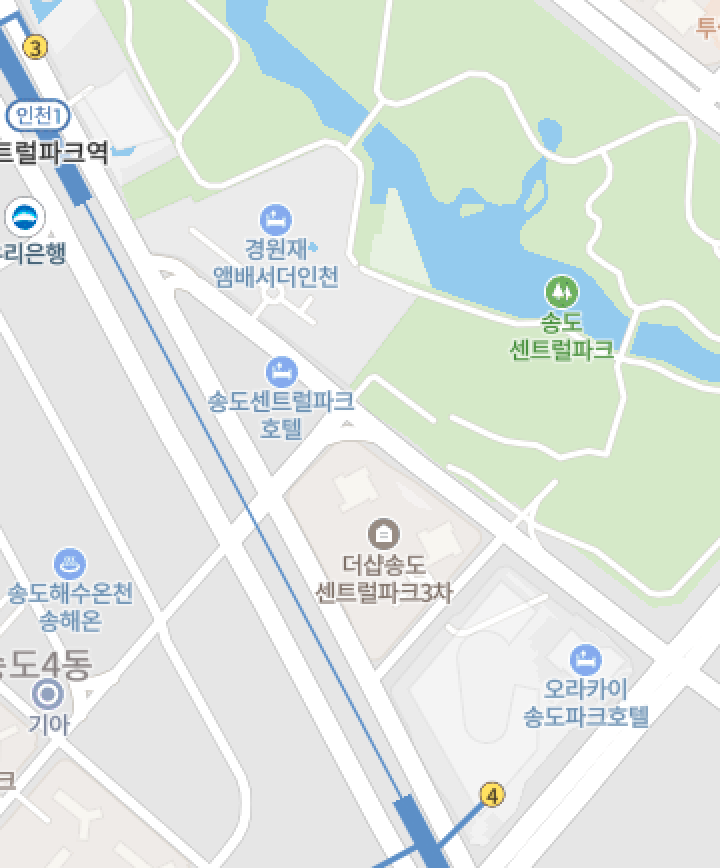 3
투
인천1
트럴파크역
리은행
경원재
앰배서더인천
송도
센트럴파크
송도센트럴파크
호텔
더샵송도
센트럴파크3차
송도해수온천
송해온
송도4동
기아
오라카이
송도파크호텔
크
4